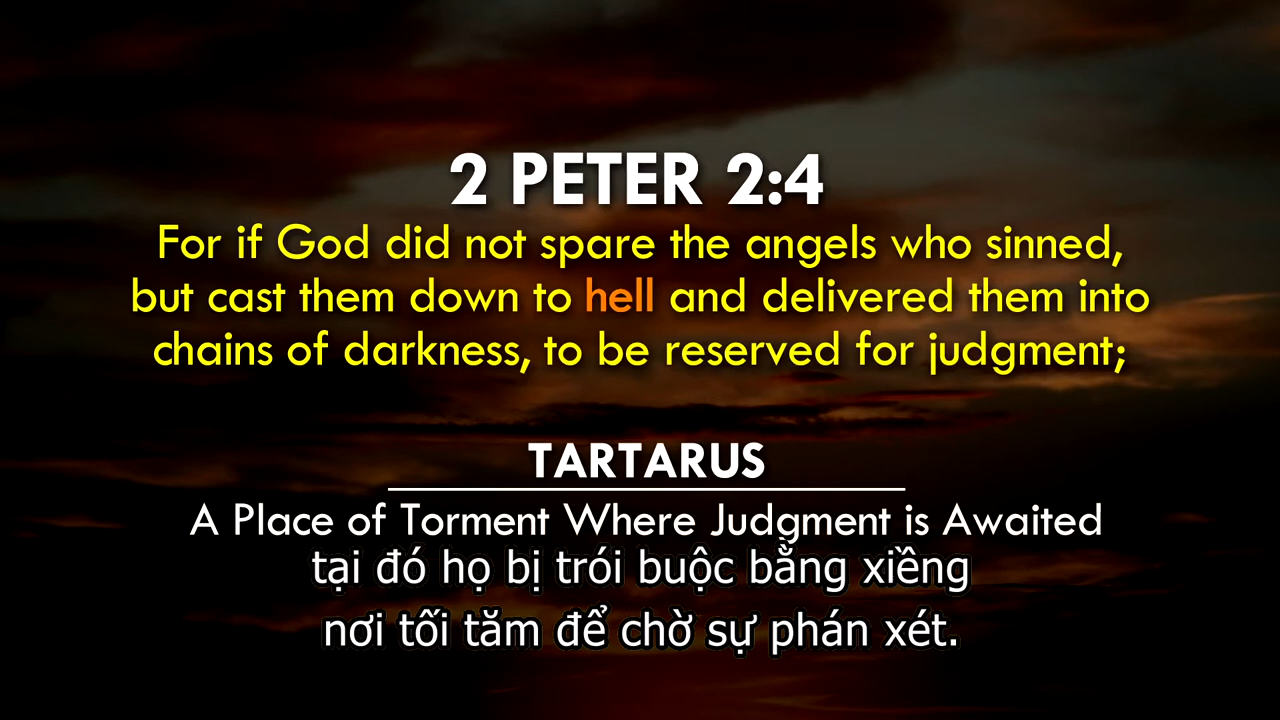 2 PETER 2:4
For if God did not spare the angels who sinned,
but cast them down to hell and delivered them into
chains of darkness, to be reserved for judgment;
TARTARUS
A Place of Torment Where Judgment is Awaited
tại đó họ bị trói buộc bằng xiềng
nơi tối tăm để chờ sự phán xét.